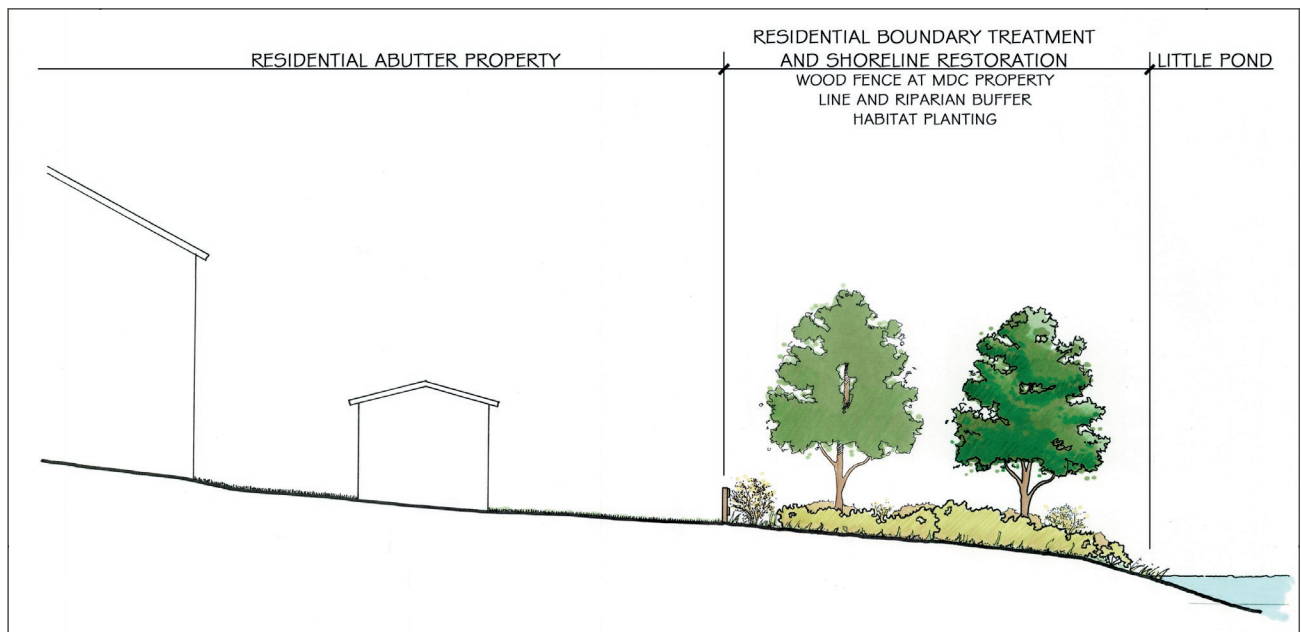 RESIDENTIAL ABUTTER PROPERTY
RESIDENTIAL BOUNDARY TREATMENT
AND SHORELINE RESTORATION
WOOD FENCE AT MDC PROPERTY
LINE AND RIPARIAN BUFFER
HABITAT PLANTING
LITTLE POND